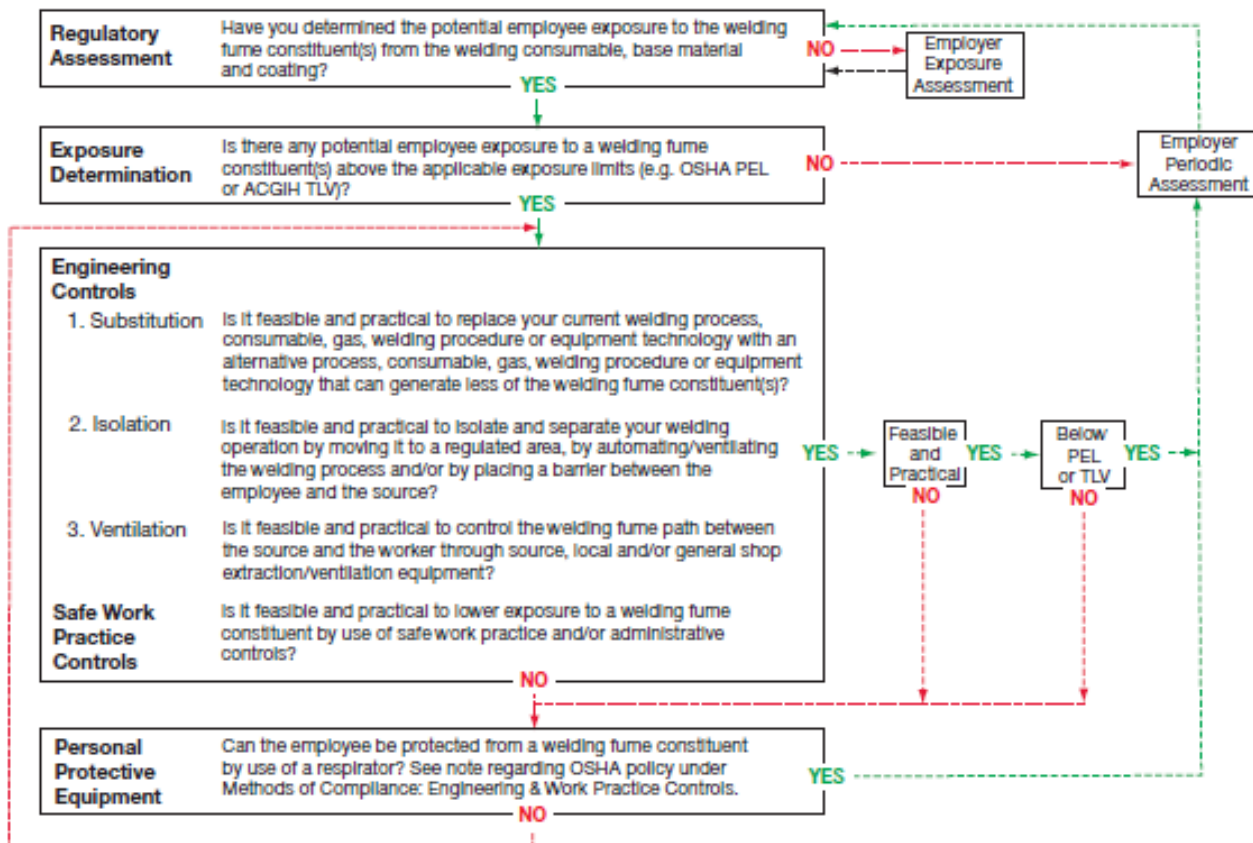 Regulatory Assessment
Have you determined the potential employee exposure to the welding
fume constituent(s) from the welding consumable, base material
and coating?
NO
Employer
Exposure
Assessment
YES
Exposure Determination
Is there any potential employee exposure to a welding fume
constituent(s) above the applicable exposure limits (e.g. OSHA PEL
or ACGIH TLV)?
NO
Employer
Periodic
Assessment
YES
Engineering
Controls
1. Substitution
Is it feasible and practical to replace your current welding process,
consumable, gas, welding procedure or equipment technology with an
alternative process, consumable, gas, welding procedure or equipment
technology that can generate less of the welding fume constituent(s)?
2. Isolation
Is it feasible and practical to isolate and separate your welding
operation by moving it to a regulated area, by automating/ventilating
the welding process and/or by placing a barrier between the
employee and the source?
YES
Feasible
and
Practical
YES
NO
Below
PEL
or TLV
YES
NO
3. Ventilation
Is it feasible and practical to control the welding fume path between
the source and the worker through source, local and/or general shop
extraction/ventilation equipment?
Safe Work
Practice
Controls
Is it feasible and practical to lower exposure to a welding fume
constituent by use of safe work practice and/or administrative
controls?
NO
Personal
Protective
Equipment
Can the employee be protected from a welding fume constituent
by use of a respirator? See note regarding OSHA policy under
Methods of Compliance: Engineering & Work Practice Controls.
YES
NO